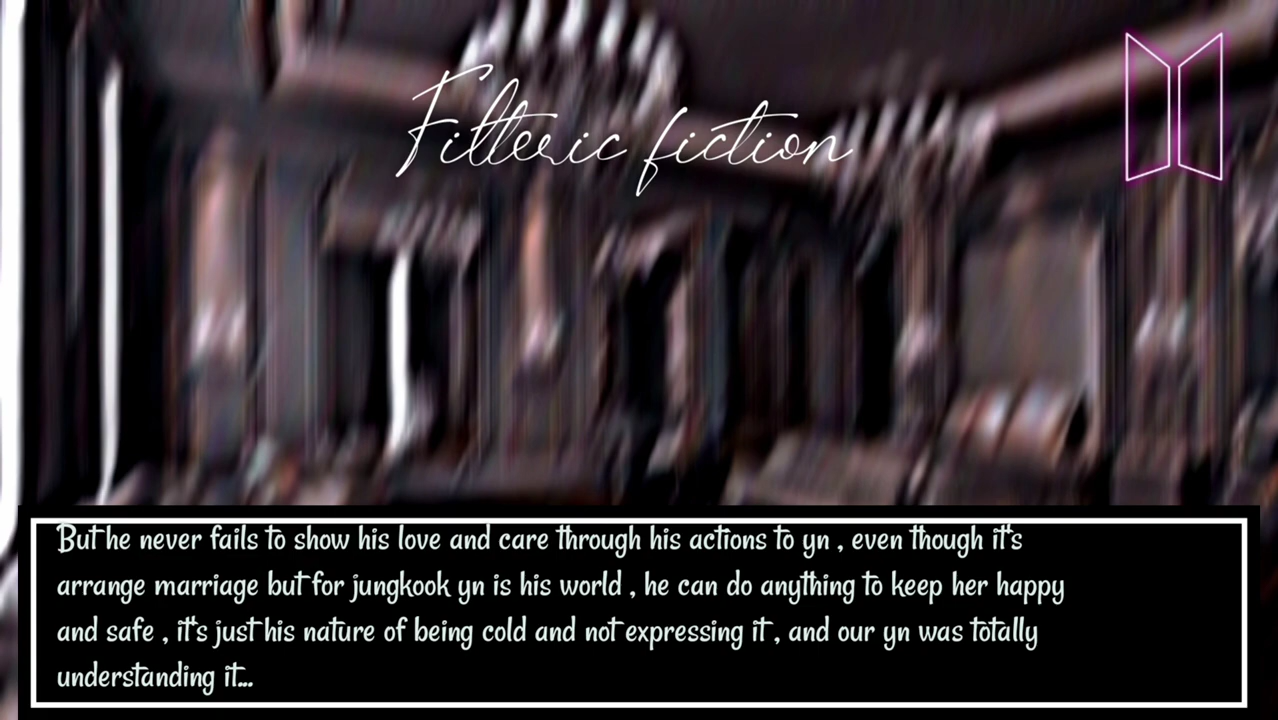 Filteric fiction
But he never fails to show his love and care through his actions to yn , even though it's
arrange marriage but for jungkook yn is his world , he can do anything to keep her happy
and safe , it's just his nature of being cold and not expressing it , and our yn was totally
understanding it...